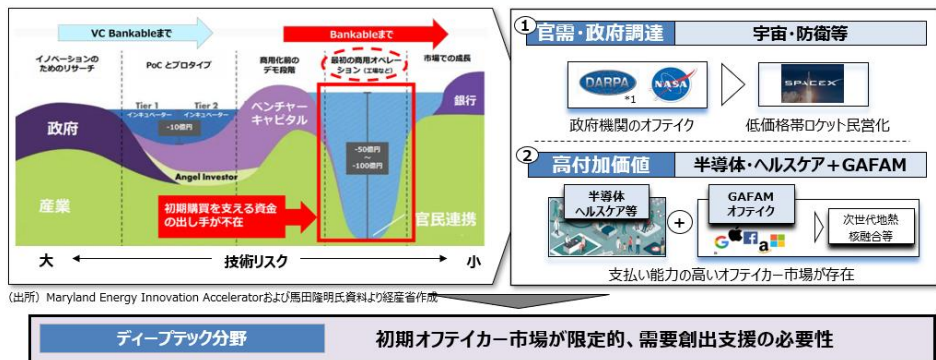 VC Bankableまで
Bankableまで
イノベーションの
ためのリサーチ
PoC とプロトタイプ
商用化前の
デモ段階
最初の商用オペレー
ション（工場など）
市場での成長
Tier 1
インキュベーター
Tier 2
インキュベーター
-10億円
政府
ベンチャー
キャピタル
銀行
-50億円
～
-100億円
Angel Investor
産業
初期購買を支える資金
の出し手が不在
官民連携
大
技術リスク
小
（出所）Maryland Energy Innovation Acceleratorおよび馬田隆明氏資料より経産省作成
① 官需・政府調達
宇宙・防衛等
DARPA
*1
NASA
SPACEX
政府機関のオフテイク
低価格帯ロケット民営化
② 高付加価値
半導体・ヘルスケア＋GAFAM
半導体
ヘルスケア等
+
GAFAM
オフテイク
G
f
a
次世代地熱
核融合等
支払い能力の高いオフテイカー市場が存在
ディープテック分野
初期オフテイカー市場が限定的、需要創出支援の必要性